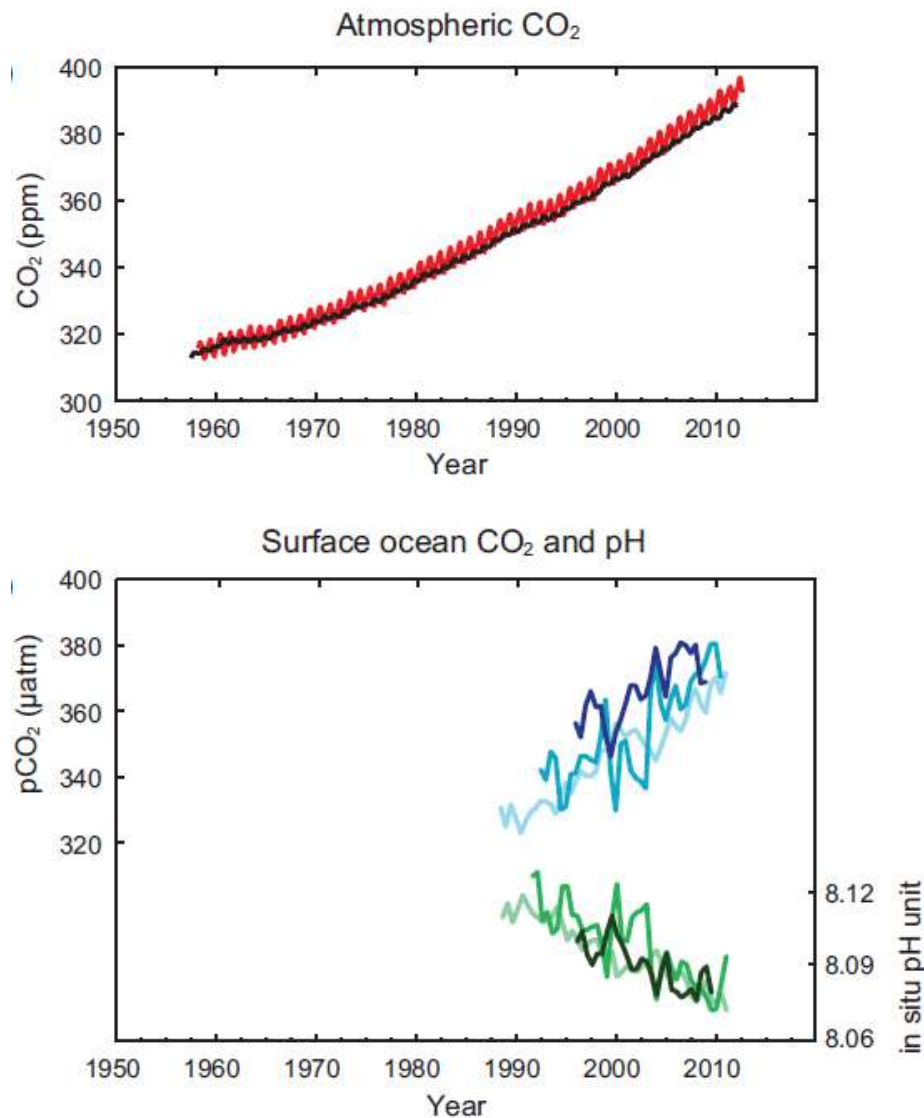 Atmospheric CO₂
400
380
360
340
320
300
CO₂ (ppm)
1950 1960 1970 1980 1990 2000 2010
Year
Surface ocean CO₂ and pH
400
380
360
340
320
pCO₂ (µatm)
8.12
8.09
8.06
in situ pH unit
1950 1960 1970 1980 1990 2000 2010
Year